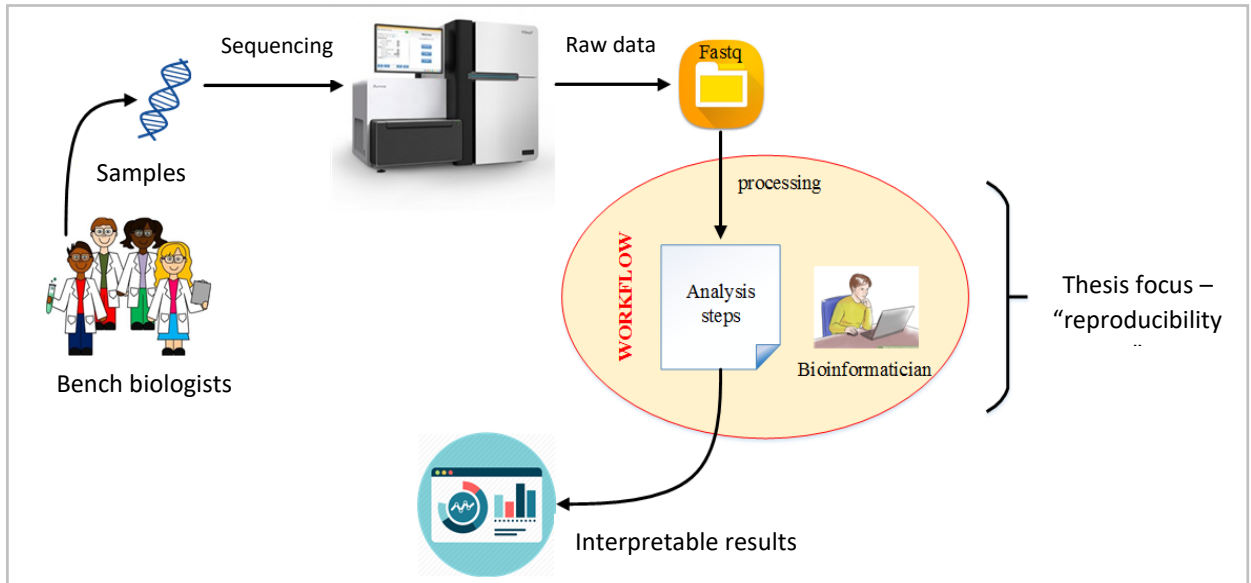 Sequencing
Raw data
Fastq
Samples
processing
WORKFLOW
Analysis
steps
Bioinformatician
Thesis focus –
“reproducibility
”
Bench biologists
Interpretable results